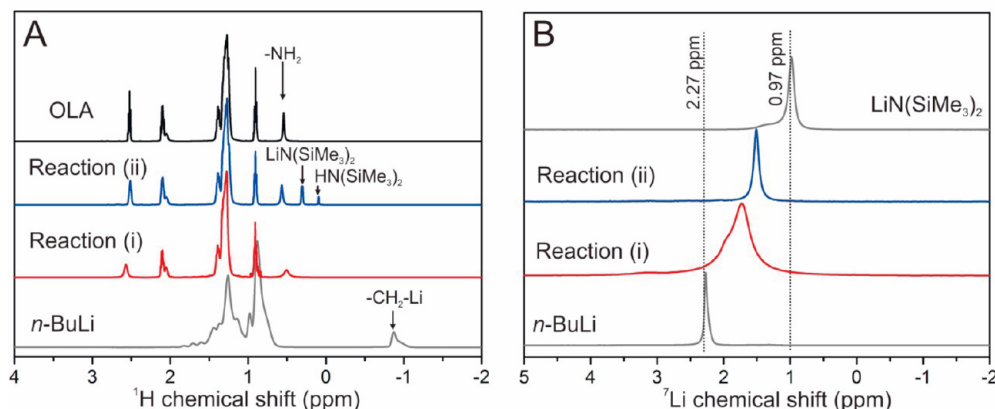 A
-NH₂
OLA
LiN(SiMe₃)₂
HN(SiMe₃)₂
Reaction (ii)
Reaction (i)
-CH₂-Li
n-BuLi
4 3 2 1 0 -1 -2
¹H chemical shift (ppm)
B
2.27 ppm
0.97 ppm
LiN(SiMe₃)₂
Reaction (ii)
Reaction (i)
n-BuLi
5 4 3 2 1 0 -1 -2
⁷Li chemical shift (ppm)